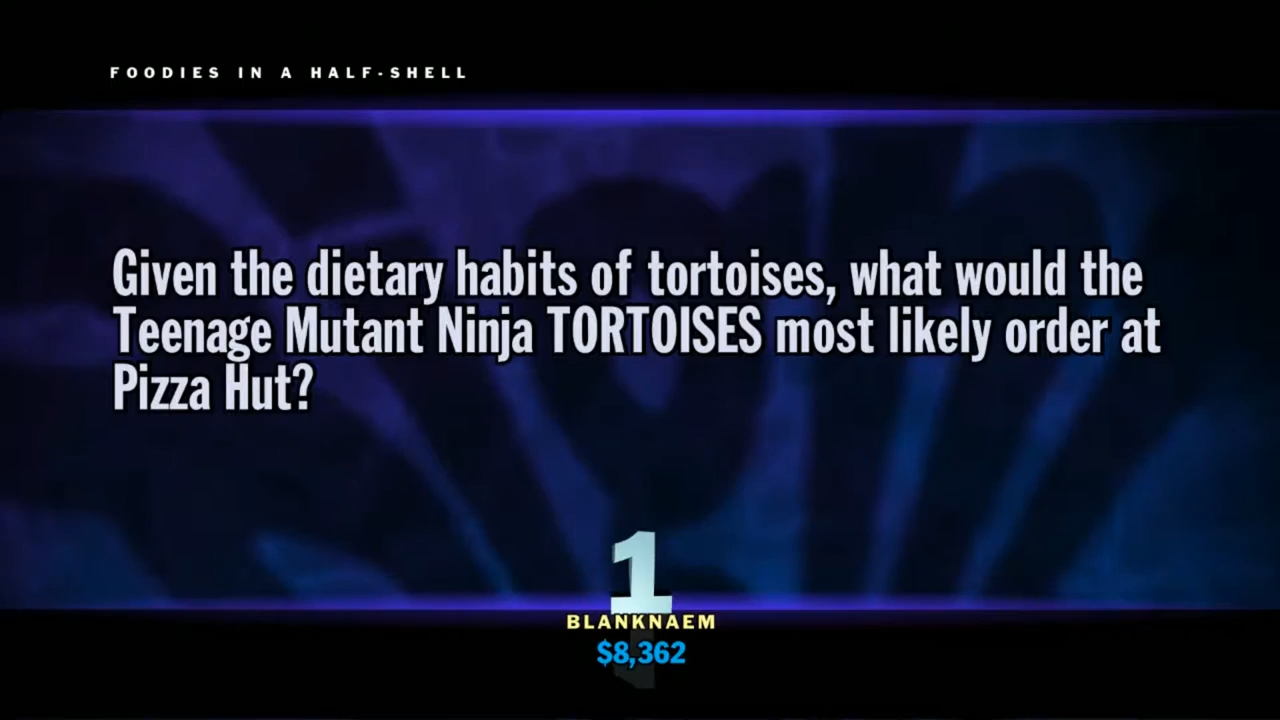 FOODIES IN A HALF-SHELL
Given the dietary habits of tortoises, what would the
Teenage Mutant Ninja TORTOISES most likely order at
Pizza Hut?
1
BLANKNAEM
$8,362